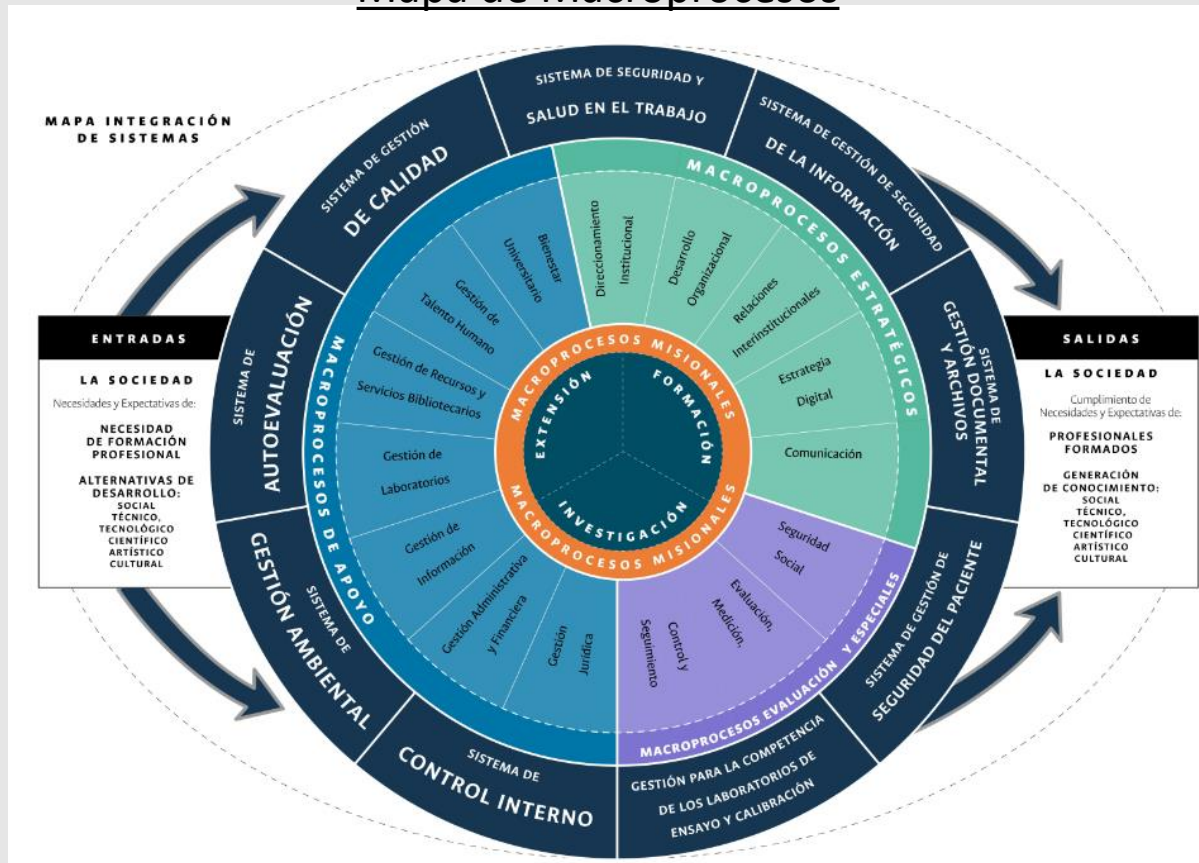 Mapa de Macroprocesos
MAPA INTEGRACIÓN
DE SISTEMAS
ENTRADAS
LA SOCIEDAD
Necesidades y Expectativas de:
NECESIDAD
DE FORMACIÓN
PROFESIONAL
ALTERNATIVAS DE
DESARROLLO:
SOCIAL
TÉCNICO,
TECNOLÓGICO
CIENTÍFICO
ARTÍSTICO
CULTURAL
SISTEMA DE SEGURIDAD Y
SALUD EN EL TRABAJO
SISTEMA DE GESTIÓN DE SEGURIDAD
DE LA INFORMACIÓN
SISTEMA DE
GESTIÓN DOCUMENTAL
Y ARCHIVOS
SISTEMA DE GESTIÓN DE
SEGURIDAD DEL PACIENTE
GESTIÓN PARA LA COMPETENCIA
DE LOS LABORATORIOS DE
ENSAYO Y CALIBRACIÓN
SISTEMA DE
CONTROL INTERNO
SISTEMA DE
GESTIÓN AMBIENTAL
SISTEMA DE
AUTOEVALUACIÓN
SISTEMA DE GESTIÓN
DE CALIDAD
MACROPROCESOS ESTRATÉGICOS
Direccionamiento
Institucional
Desarrollo
Organizacional
Relaciones
Interinstitucionales
Estrategia
Digital
Comunicación
MACROPROCESOS EVALUACIÓN Y ESPECIALES
Seguridad
Social
Evaluación,
Medición,
Control y
Seguimiento
MACROPROCESOS DE APOYO
Gestión
Jurídica
Gestión Administrativa
y Financiera
Gestión de
Información
Gestión de
Laboratorios
Gestión de Recursos y
Servicios Bibliotecarios
Gestión de
Talento Humano
Bienestar
Universitario
MACROPROCESOS MISIONALES
MACROPROCESOS MISIONALES
EXTENSIÓN
FORMACIÓN
INVESTIGACIÓN
SALIDAS
LA SOCIEDAD
Cumplimiento de
Necesidades y Expectativas de:
PROFESIONALES
FORMADOS
GENERACIÓN
DE CONOCIMIENTO:
SOCIAL
TÉCNICO,
TECNOLÓGICO
CIENTÍFICO
ARTÍSTICO
CULTURAL